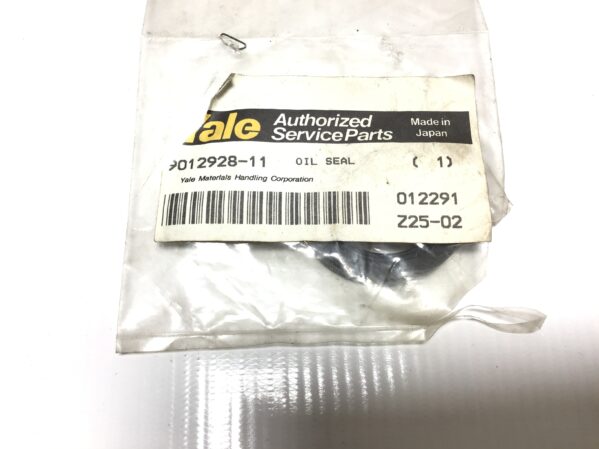 Yale Authorized Service Parts Made in Japan
9012928-11 OIL SEAL ( 1)
Yale Materials Handling Corporation
012291
Z25-02